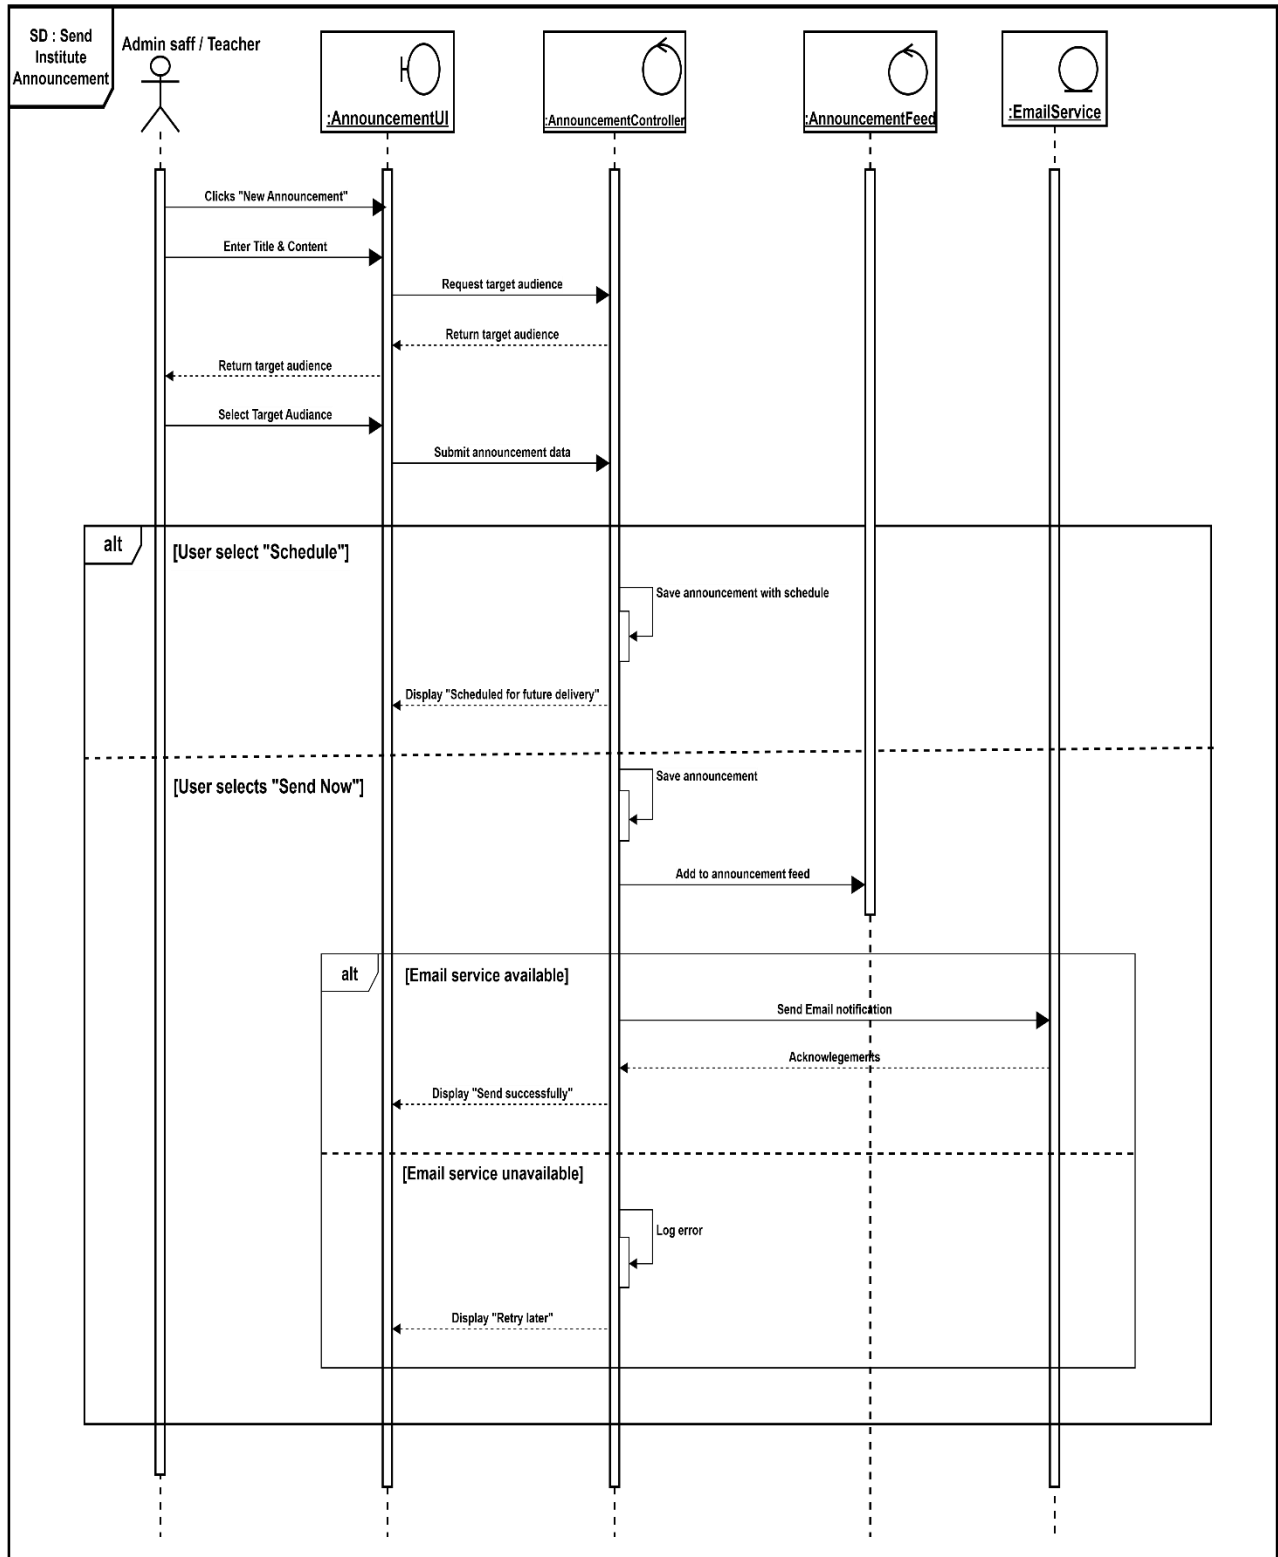 SD : Send
Institute
Announcement
Admin saff / Teacher
:AnnouncementUI
:AnnouncementController
:AnnouncementFeed
:EmailService
Clicks "New Announcement"
Enter Title & Content
Request target audience
Return target audience
Return target audience
Select Target Audiance
Submit announcement data
alt
[User select "Schedule"]
Save announcement with schedule
Display "Scheduled for future delivery"
[User selects "Send Now"]
Save announcement
Add to announcement feed
alt
[Email service available]
Send Email notification
Acknowlegements
Display "Send successfully"
[Email service unavailable]
Log error
Display "Retry later"